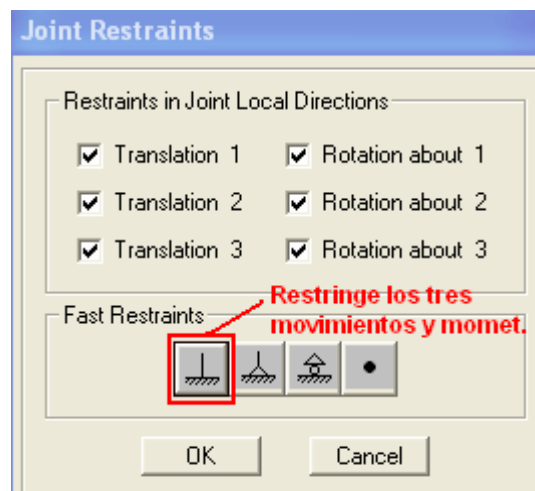 Joint Restraints
Restraints in Joint Local Directions
Translation 1
Rotation about 1
Translation 2
Rotation about 2
Translation 3
Rotation about 3
Fast Restraints
Restringe los tres
movimientos y momet.
OK
Cancel